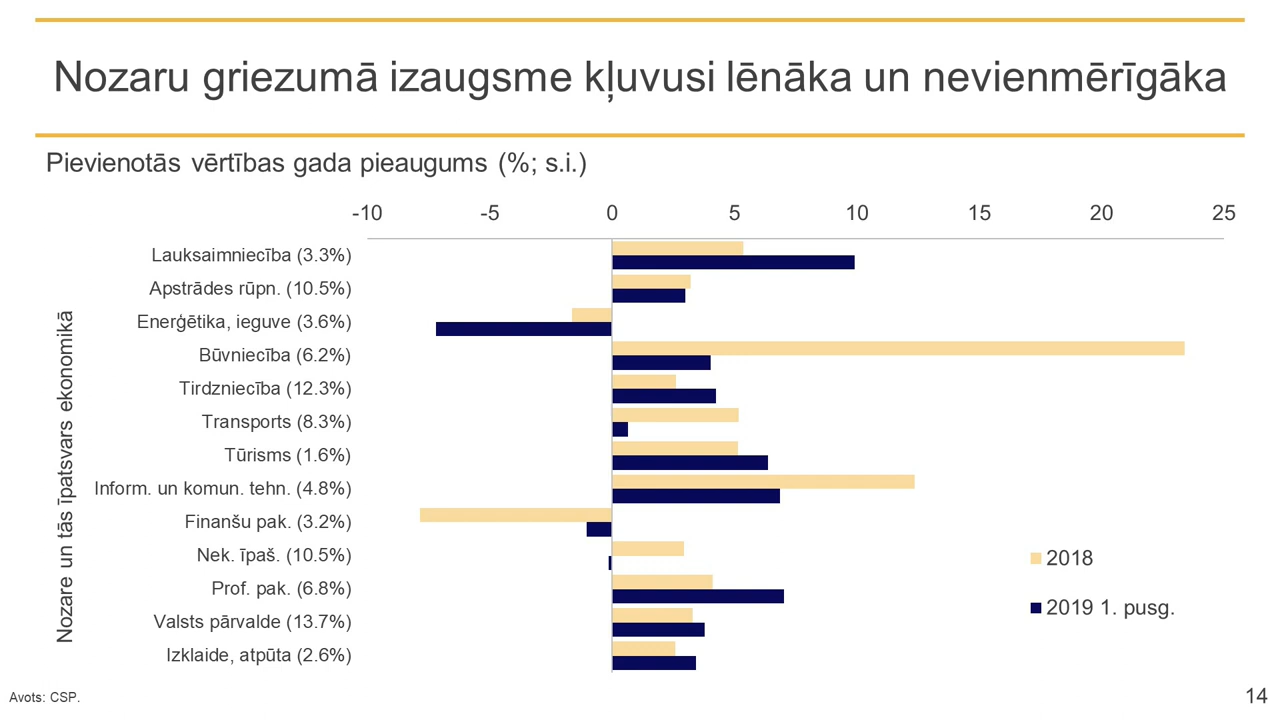 Nozaru griezumā izaugsme kļuvusi lēnāka un nevienmērīgāka
Pievienotās vērtības gada pieaugums (%; s.i.)
-10 -5 0 5 10 15 20 25
Nozare un tās īpatsvars ekonomikā
Lauksaimniecība (3.3%)
Apstrādes rūpn. (10.5%)
Enerģētika, ieguve (3.6%)
Būvniecība (6.2%)
Tirdzniecība (12.3%)
Transports (8.3%)
Tūrisms (1.6%)
Inform. un komun. tehn. (4.8%)
Finanšu pak. (3.2%)
Nek. īpaš. (10.5%)
Prof. pak. (6.8%)
Valsts pārvalde (13.7%)
Izklaide, atpūta (2.6%)
2018
2019 1. pusg.
Avots: CSP.
14